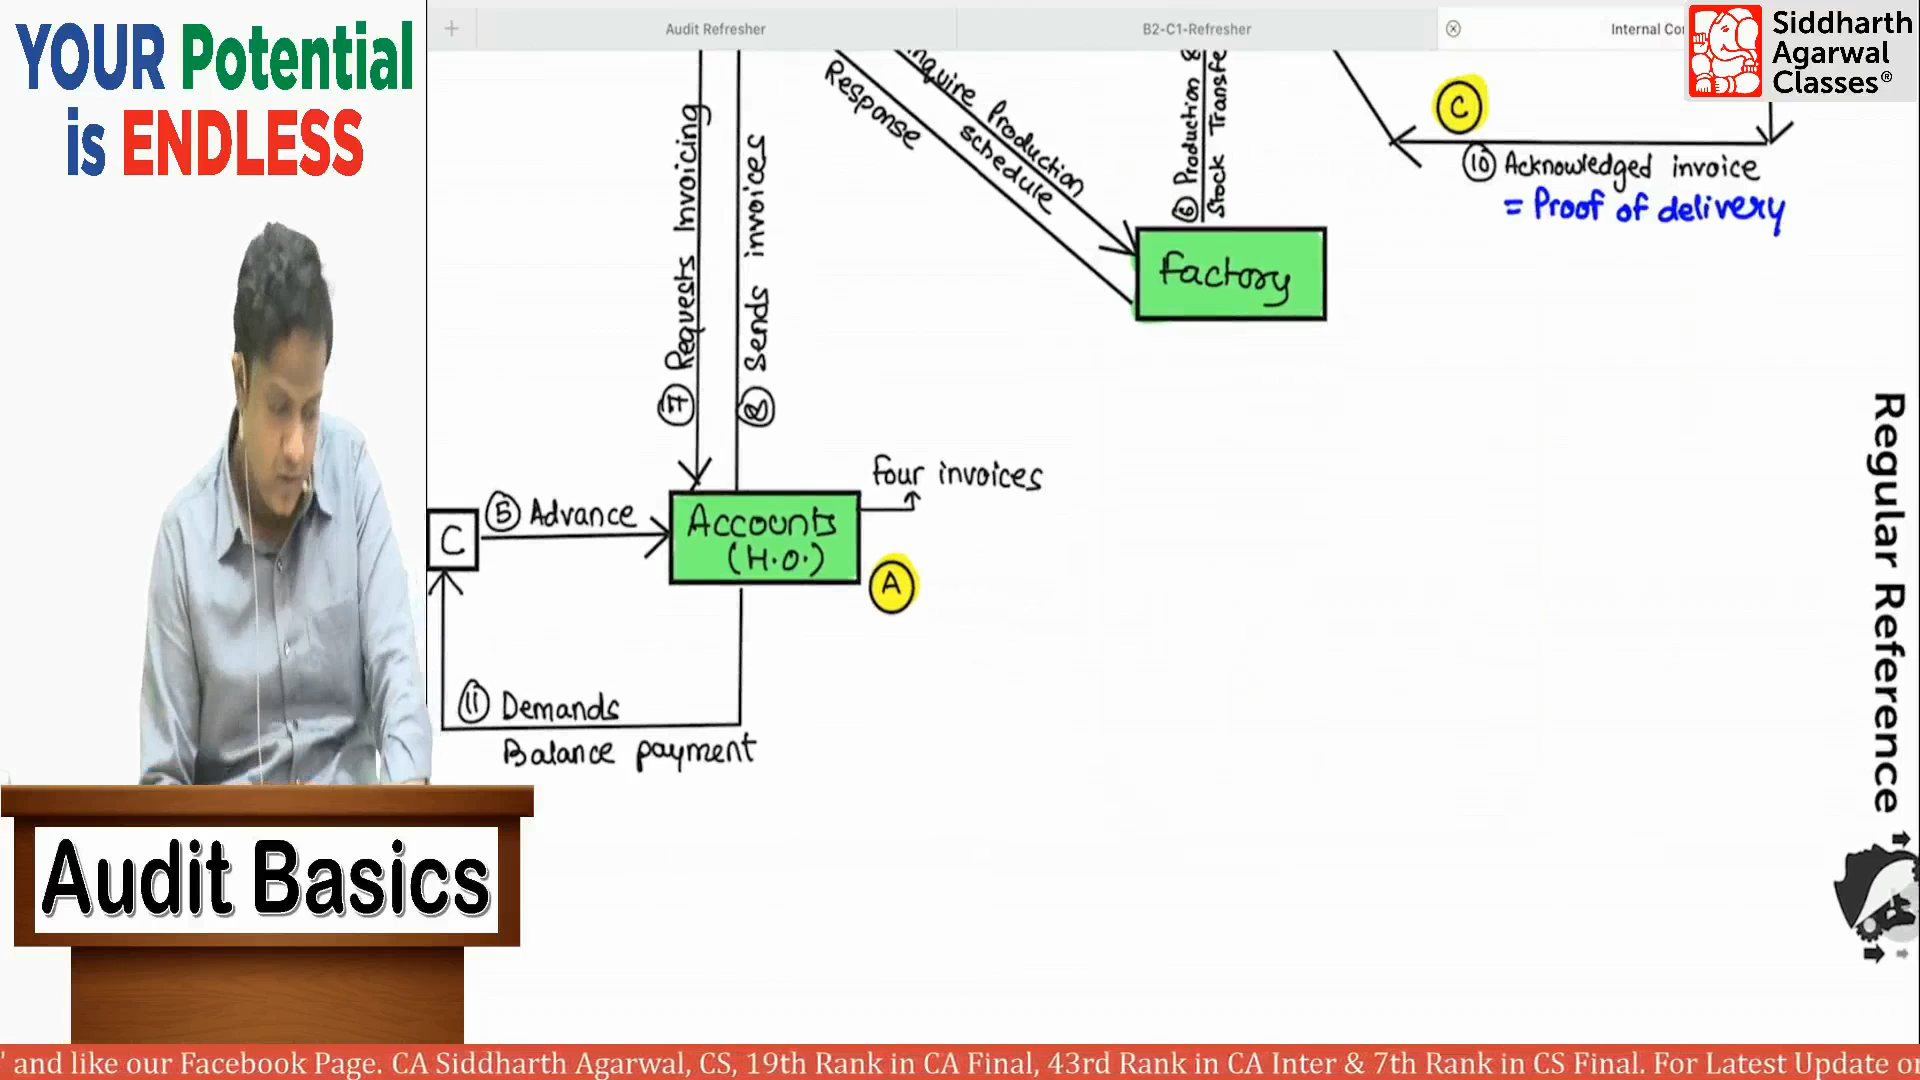 YOUR Potential
is ENDLESS
Audit Refresher
B2-C1-Refresher
Internal Co
Siddharth
Agarwal
Classes®
Response
nquire Production
schedule
⑥ Production &
Stock Transfe
C
⑩ Acknowledged invoice
= Proof of delivery
Factory
⑦ Requests Invoicing
⑧ Sends invoices
Four invoices
C
⑤ Advance
Accounts
(H.O.)
A
⑪ Demands
Balance payment
Regular Reference
Audit Basics
' and like our Facebook Page. CA Siddharth Agarwal, CS, 19th Rank in CA Final, 43rd Rank in CA Inter & 7th Rank in CS Final. For Latest Update or